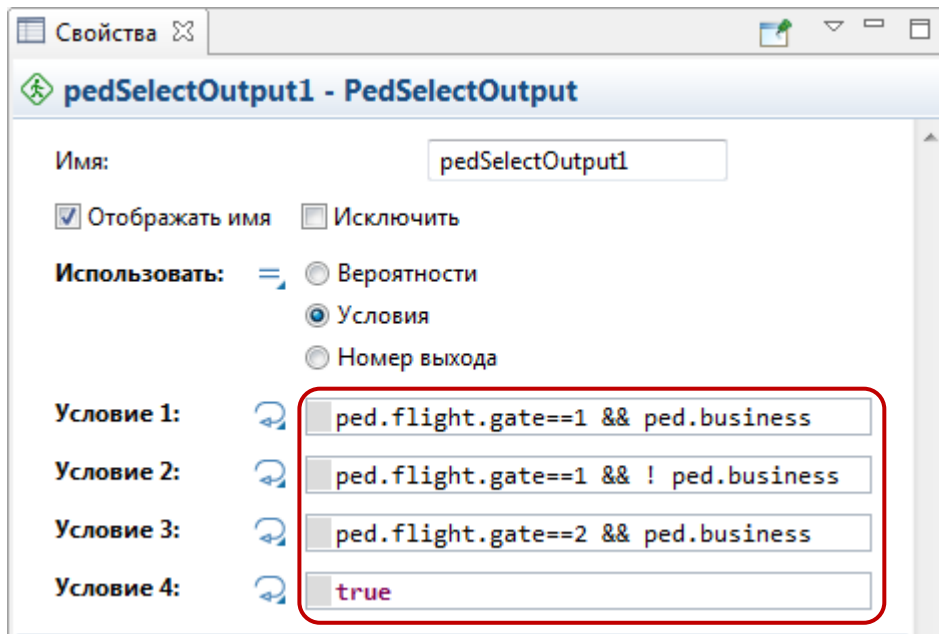 Свойства
pedSelectOutput1 - PedSelectOutput
Имя: pedSelectOutput1
Отображать имя Исключить
Использовать: Вероятности
Условия
Номер выхода
Условие 1: ped.flight.gate==1 && ped.business
Условие 2: ped.flight.gate==1 && ! ped.business
Условие 3: ped.flight.gate==2 && ped.business
Условие 4: true